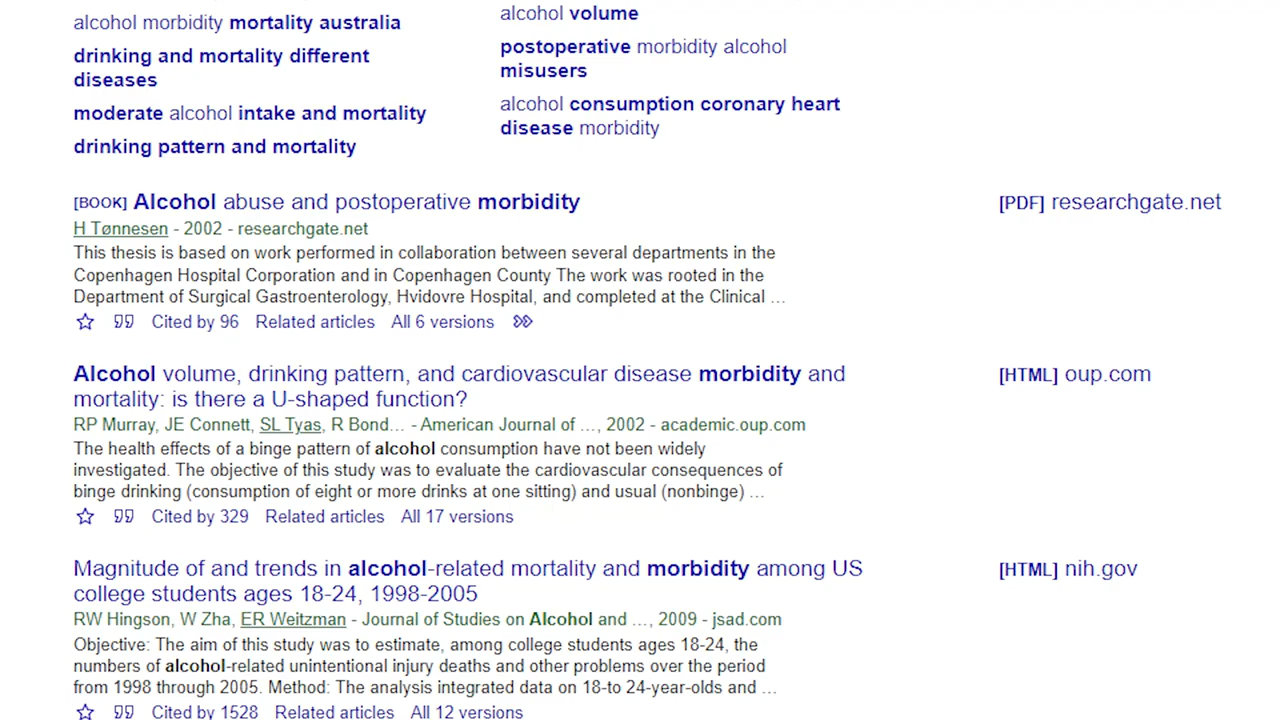 alcohol morbidity mortality australia
drinking and mortality different
diseases
moderate alcohol intake and mortality
drinking pattern and mortality
alcohol volume
postoperative morbidity alcohol
misusers
alcohol consumption coronary heart
disease morbidity
[BOOK] Alcohol abuse and postoperative morbidity
[PDF] researchgate.net
H Tønnesen - 2002 - researchgate.net
This thesis is based on work performed in collaboration between several departments in the
Copenhagen Hospital Corporation and in Copenhagen County The work was rooted in the
Department of Surgical Gastroenterology, Hvidovre Hospital, and completed at the Clinical …
Cited by 96 Related articles All 6 versions
Alcohol volume, drinking pattern, and cardiovascular disease morbidity and
mortality: is there a U-shaped function?
[HTML] oup.com
RP Murray, JE Connett, SL Tyas, R Bond… - American Journal of …, 2002 - academic.oup.com
The health effects of a binge pattern of alcohol consumption have not been widely
investigated. The objective of this study was to evaluate the cardiovascular consequences of
binge drinking (consumption of eight or more drinks at one sitting) and usual (nonbinge) …
Cited by 329 Related articles All 17 versions
Magnitude of and trends in alcohol-related mortality and morbidity among US
college students ages 18-24, 1998-2005
[HTML] nih.gov
RW Hingson, W Zha, ER Weitzman - Journal of Studies on Alcohol and …, 2009 - jsad.com
Objective: The aim of this study was to estimate, among college students ages 18-24, the
numbers of alcohol-related unintentional injury deaths and other problems over the period
from 1998 through 2005. Method: The analysis integrated data on 18-to 24-year-olds and …
Cited by 1528 Related articles All 12 versions